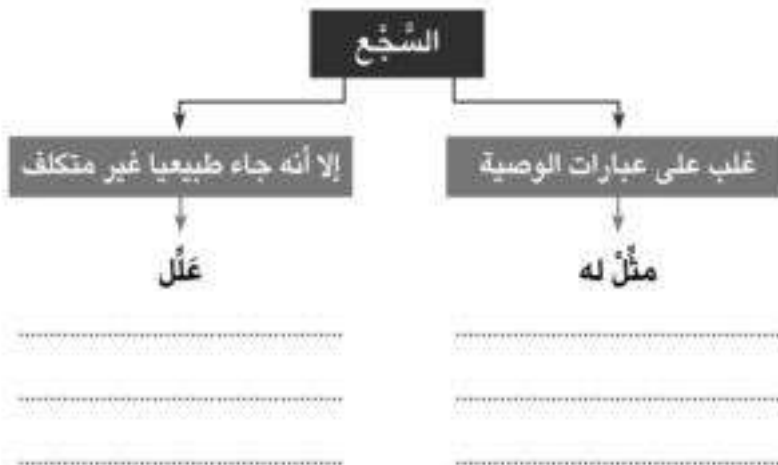 السَّجْع
غلب على عبارات الوصية
إلا أنه جاء طبيعيا غير متكلف
مثِّلْ له
عَلِّل